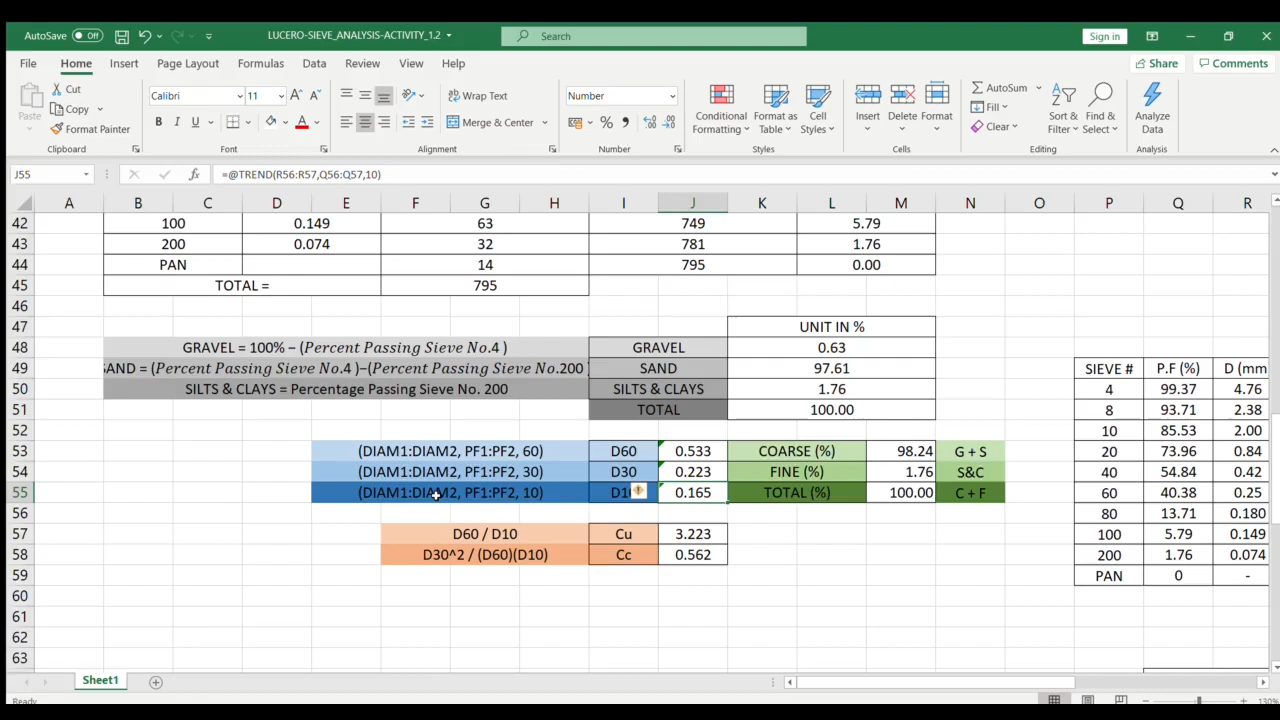 AutoSave Off LUCERO-SIEVE_ANALYSIS-ACTIVITY_1.2 Search Sign in
File Home Insert Page Layout Formulas Data Review View Help Share Comments
Paste Cut Copy Format Painter Clipboard
Calibri 11 A A B I U A Font
Wrap Text Merge & Center Alignment
Number % Number
Conditional Formatting Format as Table Cell Styles Styles
Insert Delete Format Cells
AutoSum Fill Clear Sort & Filter Find & Select Editing
Analyze Data Analysis
J55 fx =@TREND(R56:R57,Q56:Q57,10)
A B C D E F G H I J K L M N O P Q R
42 100 0.149 63 749 5.79
43 200 0.074 32 781 1.76
44 PAN 14 795 0.00
45 TOTAL = 795
46
47 UNIT IN %
48 GRAVEL = 100% − (Percent Passing Sieve No.4 ) GRAVEL 0.63
49 SAND = (Percent Passing Sieve No.4 )−(Percent Passing Sieve No.200 ) SAND 97.61 SIEVE # P.F (%) D (mm
50 SILTS & CLAYS = Percentage Passing Sieve No. 200 SILTS & CLAYS 1.76 4 99.37 4.76
51 TOTAL 100.00 8 93.71 2.38
52 10 85.53 2.00
53 (DIAM1:DIAM2, PF1:PF2, 60) D60 0.533 COARSE (%) 98.24 G + S 20 73.96 0.84
54 (DIAM1:DIAM2, PF1:PF2, 30) D30 0.223 FINE (%) 1.76 S&C 40 54.84 0.42
55 (DIAM1:DIAM2, PF1:PF2, 10) D10 0.165 TOTAL (%) 100.00 C + F 60 40.38 0.25
56 80 13.71 0.180
57 D60 / D10 Cu 3.223 100 5.79 0.149
58 D30^2 / (D60)(D10) Cc 0.562 200 1.76 0.074
59 PAN 0 -
60
61
62
63
Sheet1
Ready 130%